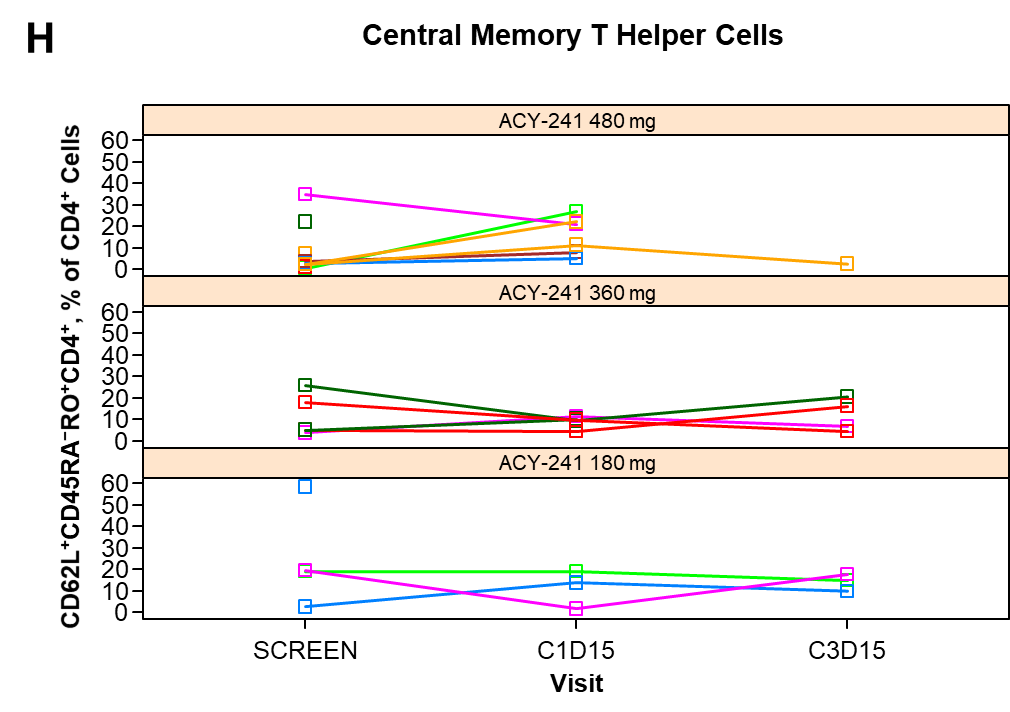 H
Central Memory T Helper Cells
CD62L⁺CD45RA⁻RO⁺CD4⁺, % of CD4⁺ Cells
ACY-241 480 mg
60
50
40
30
20
10
0
ACY-241 360 mg
60
50
40
30
20
10
0
ACY-241 180 mg
60
50
40
30
20
10
0
SCREEN C1D15 C3D15
Visit